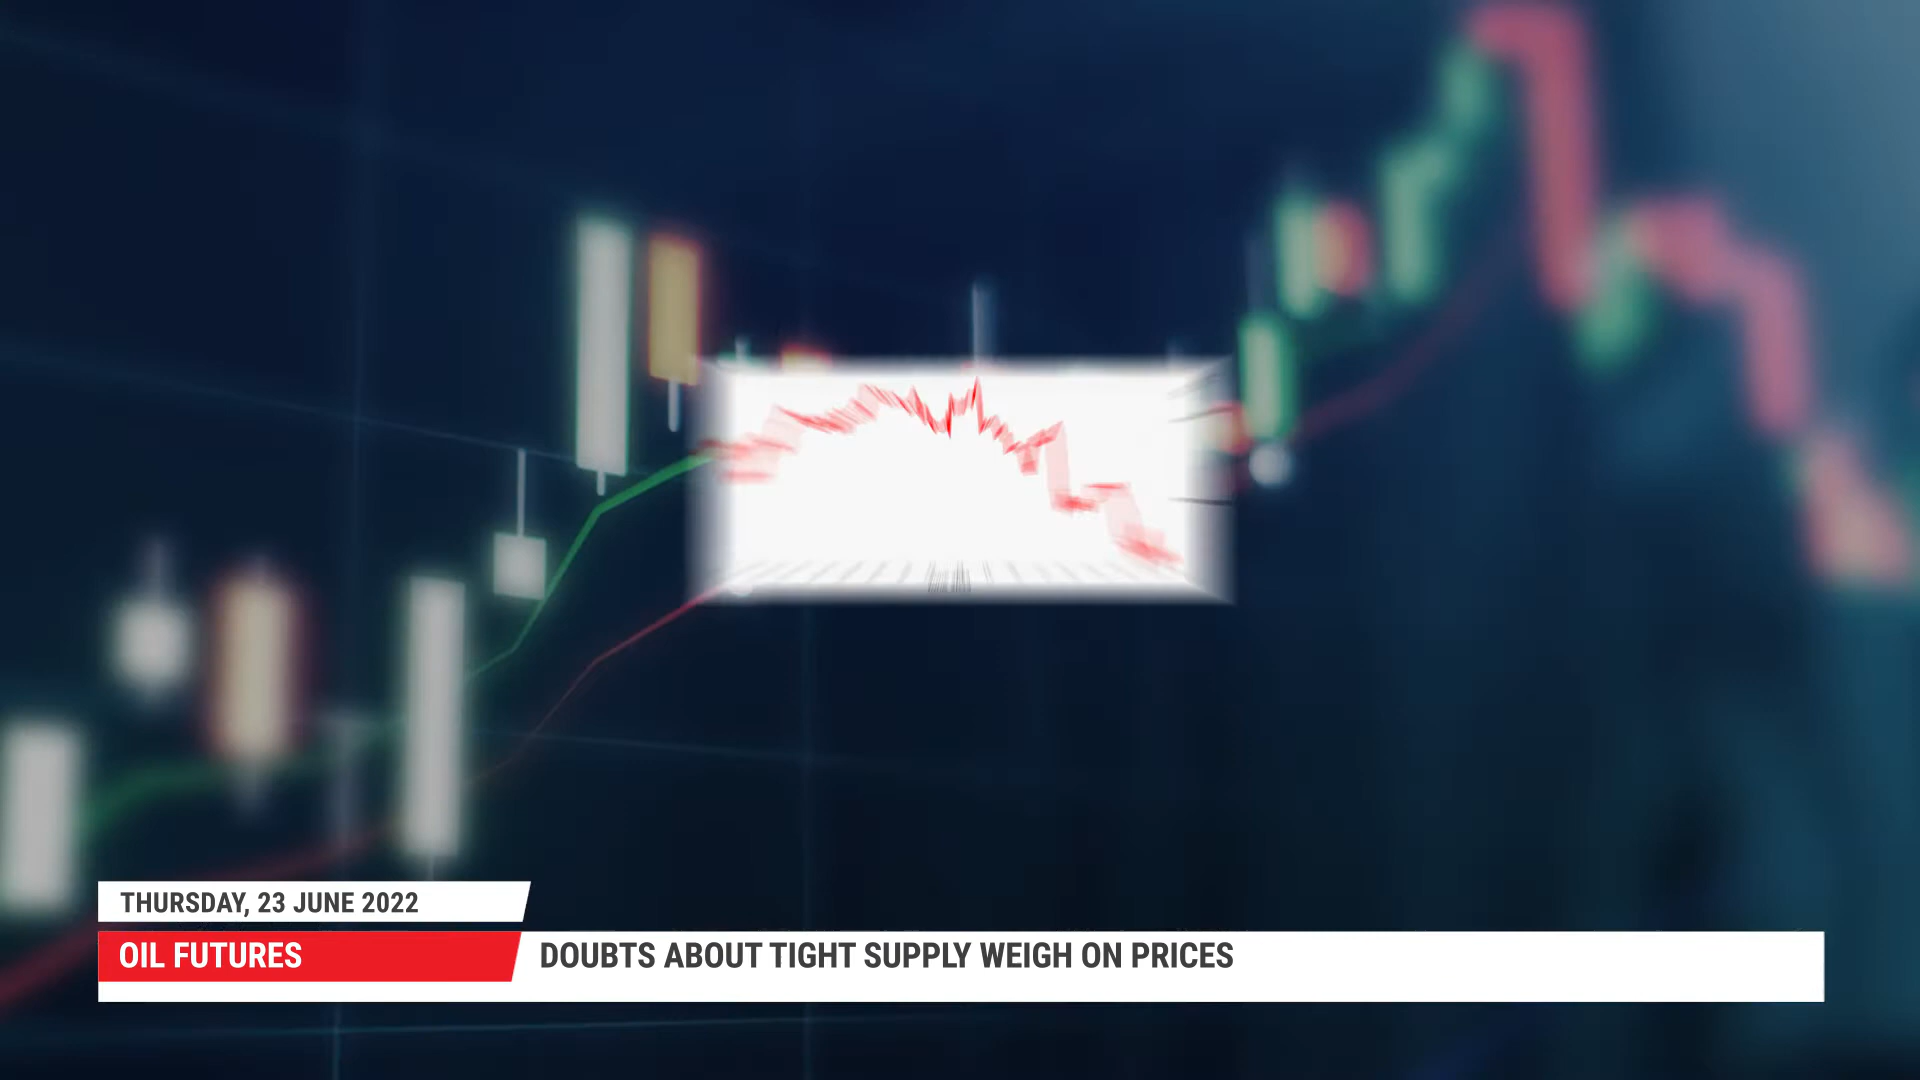 THURSDAY, 23 JUNE 2022
OIL FUTURES
DOUBTS ABOUT TIGHT SUPPLY WEIGH ON PRICES